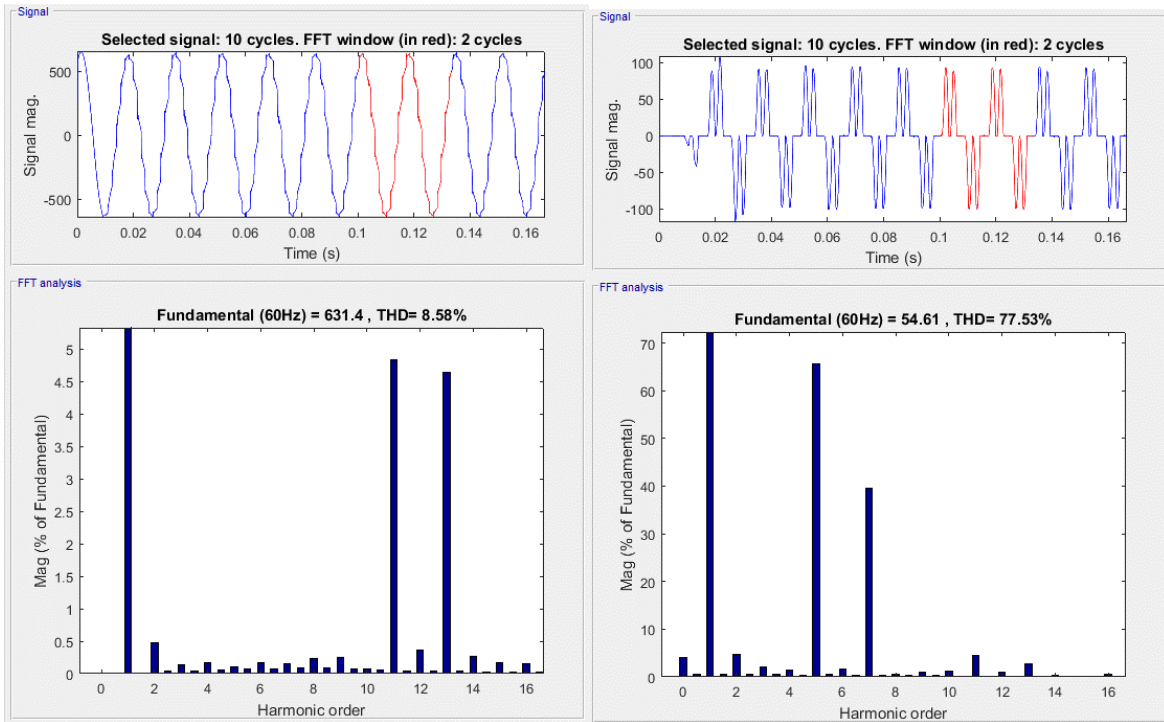 Signal
Selected signal: 10 cycles. FFT window (in red): 2 cycles
500
0
-500
Signal mag.
0 0.02 0.04 0.06 0.08 0.1 0.12 0.14 0.16
Time (s)
FFT analysis
Fundamental (60Hz) = 631.4 , THD= 8.58%
5
4.5
4
3.5
3
2.5
2
1.5
1
0.5
0
Mag (% of Fundamental)
0 2 4 6 8 10 12 14 16
Harmonic order
Signal
Selected signal: 10 cycles. FFT window (in red): 2 cycles
100
50
0
-50
-100
Signal mag.
0 0.02 0.04 0.06 0.08 0.1 0.12 0.14 0.16
Time (s)
FFT analysis
Fundamental (60Hz) = 54.61 , THD= 77.53%
70
60
50
40
30
20
10
0
Mag (% of Fundamental)
0 2 4 6 8 10 12 14 16
Harmonic order